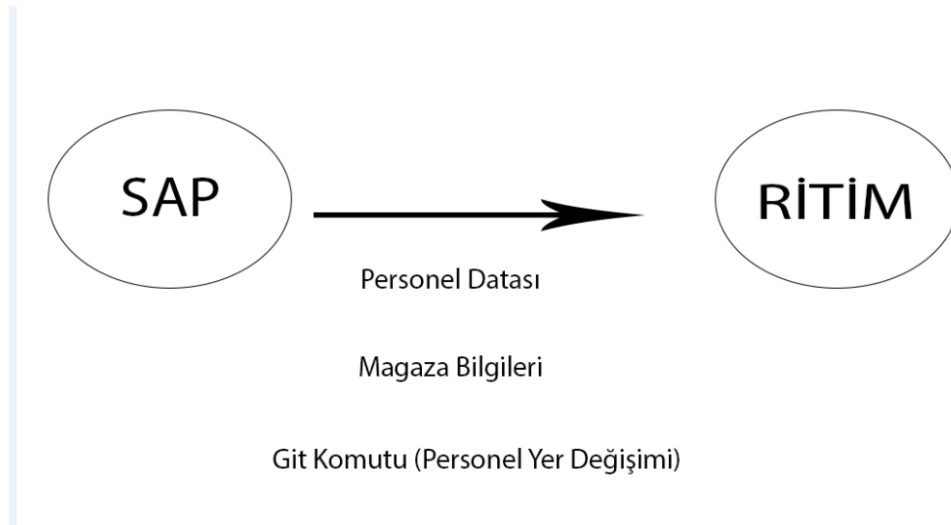 SAP
RİTİM
Personel Datası
Magaza Bilgileri
Git Komutu (Personel Yer Değişimi)